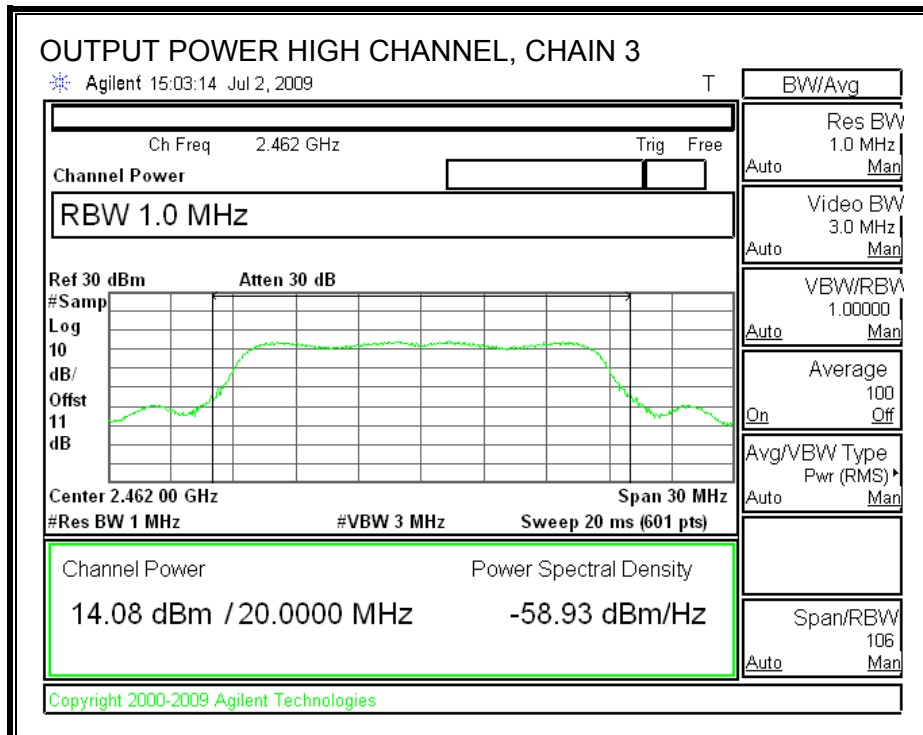 OUTPUT POWER HIGH CHANNEL, CHAIN 3
Agilent 15:03:14 Jul 2, 2009 T
Ch Freq 2.462 GHz Trig Free
Channel Power
RBW 1.0 MHz
Ref 30 dBm Atten 30 dB
#Samp
Log
10
dB/
Offst
11
dB
Center 2.462 00 GHz Span 30 MHz
#Res BW 1 MHz #VBW 3 MHz Sweep 20 ms (601 pts)
Channel Power Power Spectral Density
14.08 dBm / 20.0000 MHz -58.93 dBm/Hz
Copyright 2000-2009 Agilent Technologies
BW/Avg
Res BW
1.0 MHz
Auto Man
Video BW
3.0 MHz
Auto Man
VBW/RBW
1.00000
Auto Man
Average
100
On Off
Avg/VBW Type
Pwr (RMS)
Auto Man
Span/RBW
106
Auto Man